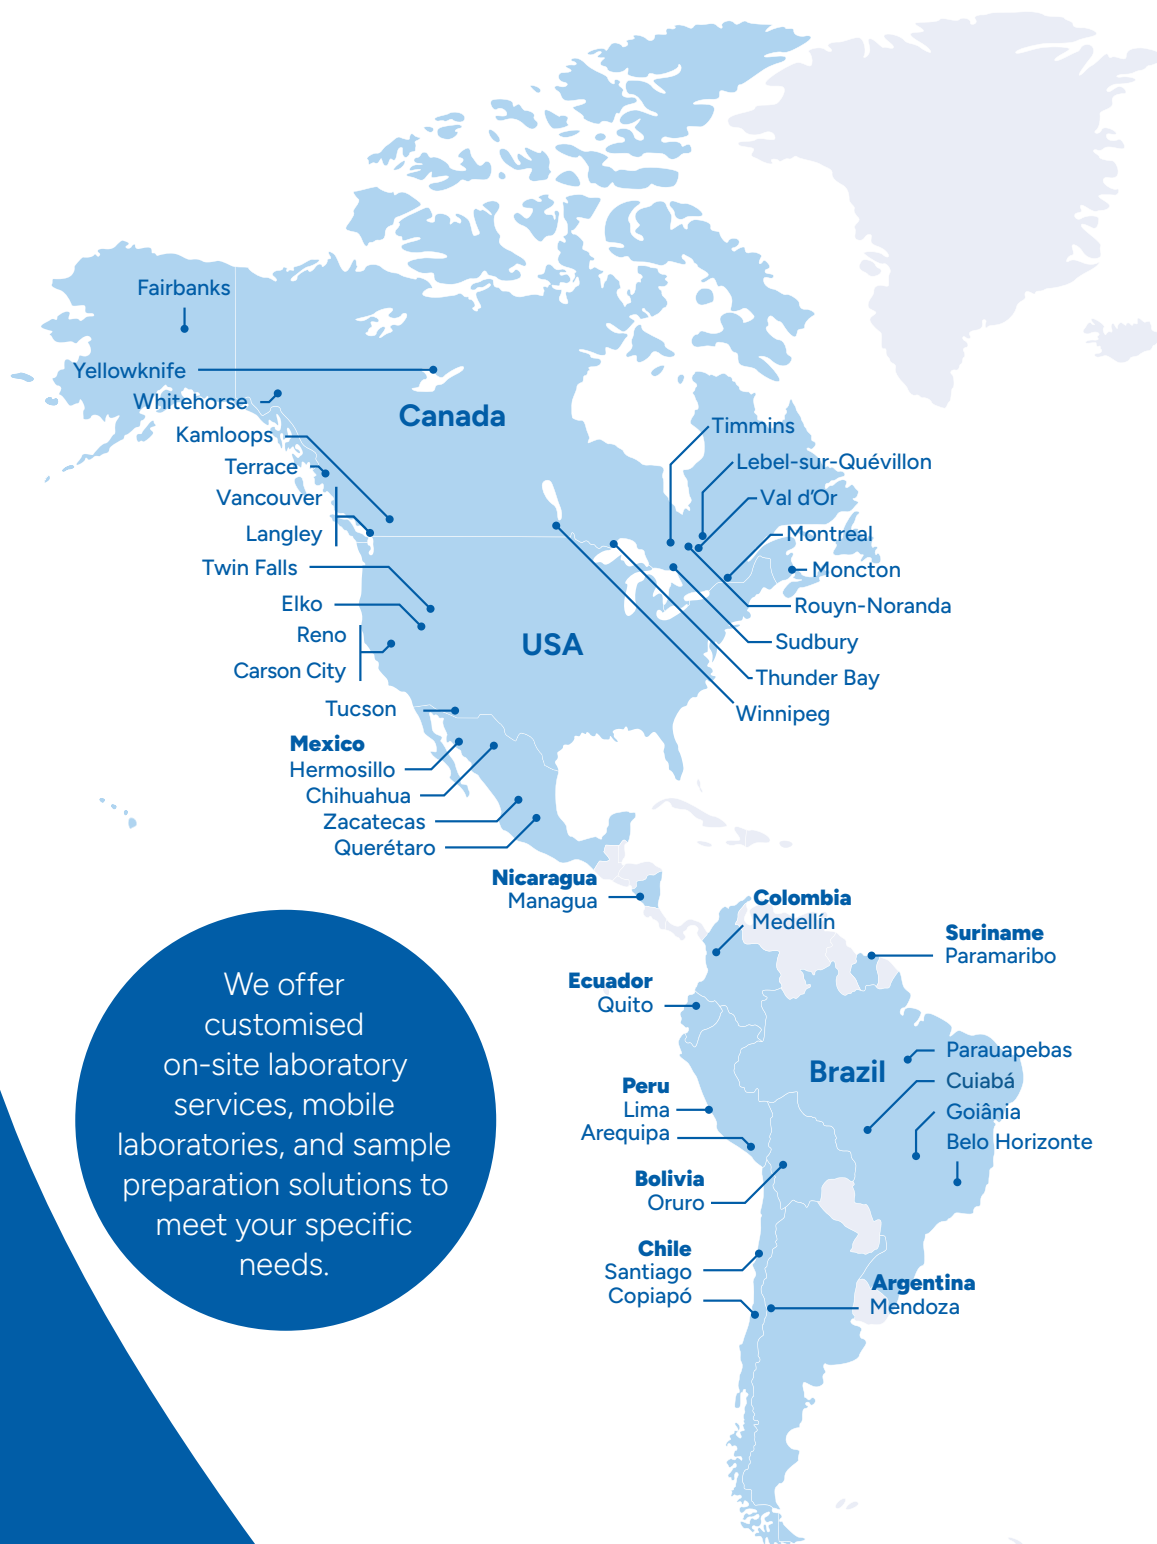 Fairbanks
Yellowknife
Whitehorse
Canada
Kamloops
Terrace
Vancouver
Langley
Twin Falls
Elko
Reno
Carson City
Tucson
USA
Timmins
Lebel-sur-Quévillon
Val d'Or
Montreal
Moncton
Rouyn-Noranda
Sudbury
Thunder Bay
Winnipeg
Mexico
Hermosillo
Chihuahua
Zacatecas
Querétaro
Nicaragua
Managua
Colombia
Medellín
Suriname
Paramaribo
Ecuador
Quito
Brazil
Parauapebas
Cuiabá
Goiânia
Belo Horizonte
Peru
Lima
Arequipa
Bolivia
Oruro
Chile
Santiago
Copiapó
Argentina
Mendoza
We offer
customised
on-site laboratory
services, mobile
laboratories, and sample
preparation solutions to
meet your specific
needs.